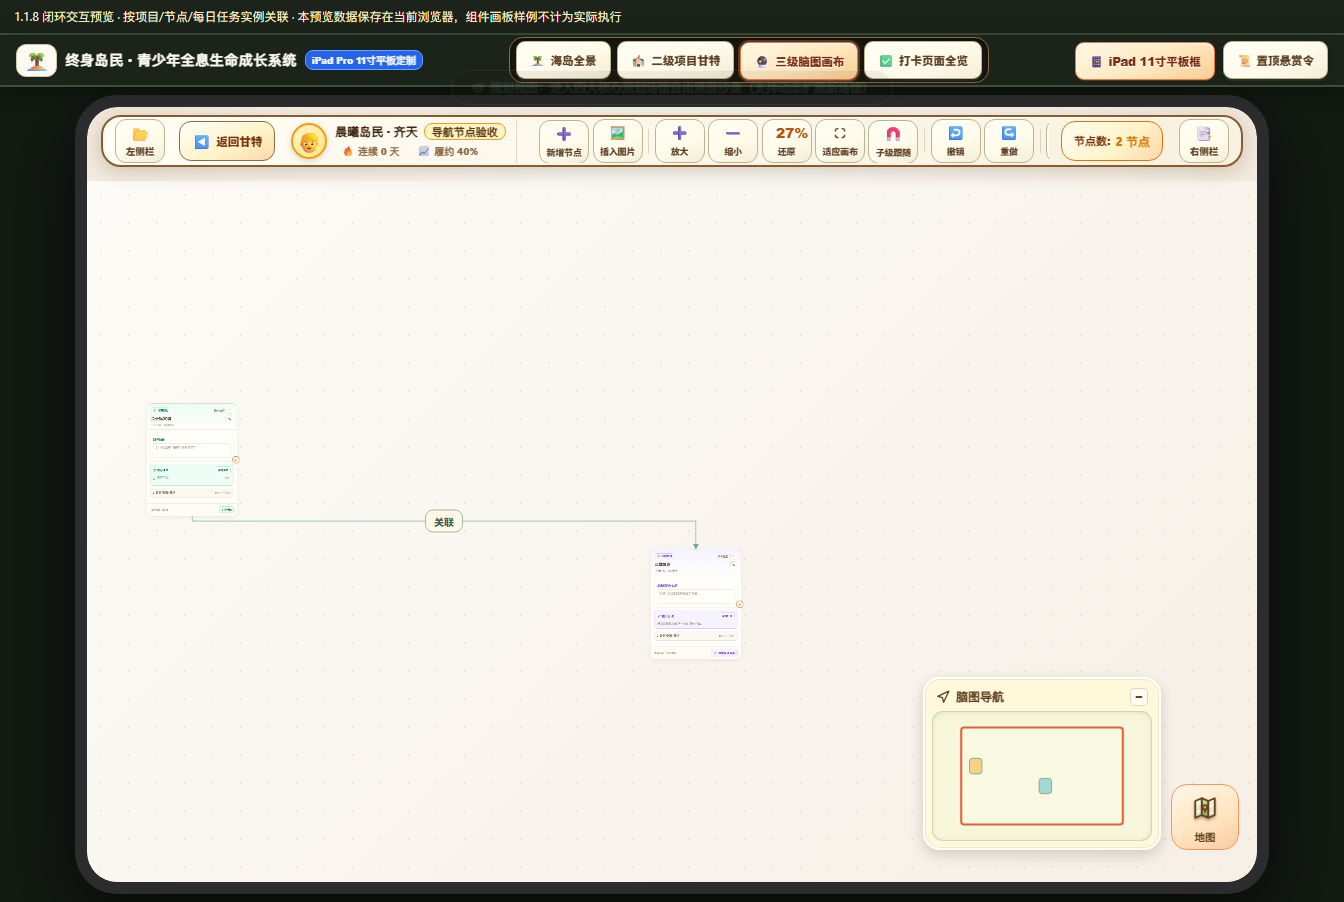 1.1.8 闭环交互预览 · 按项目/节点/每日任务实例关联 · 本预览数据保存在当前浏览器，组件画板样例不计为实际执行
终身岛民 · 青少年全息生命成长系统
iPad Pro 11寸平板定制
海岛全景
二级项目甘特
三级脑图画布
打卡页面全览
iPad 11寸平板框
置顶悬赏令
左侧栏
返回甘特
晨曦岛民 · 齐天
导航节点验收
连续 0 天
履约 40%
新增节点
插入图片
放大
缩小
27%
还原
适应画布
子级跟随
撤销
重做
节点数: 2 节点
右侧栏
关联
脑图导航
地图